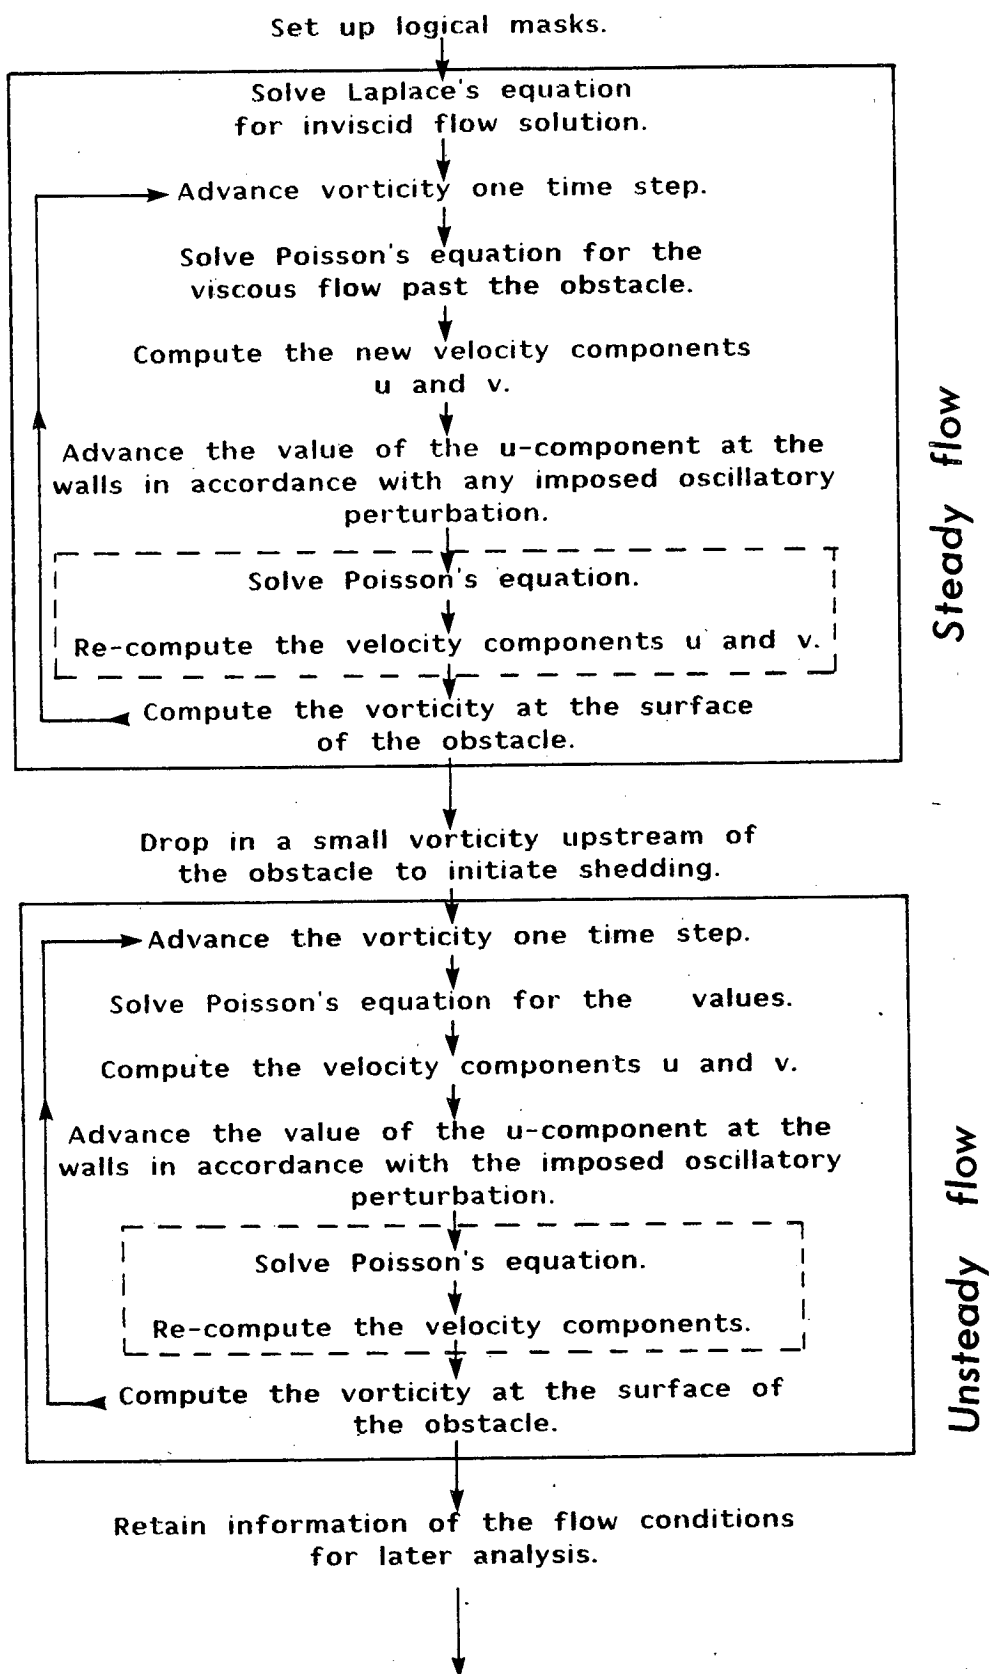 Set up logical masks.
Solve Laplace's equation
for inviscid flow solution.
Advance vorticity one time step.
Solve Poisson's equation for the
viscous flow past the obstacle.
Compute the new velocity components
u and v.
Advance the value of the u-component at the
walls in accordance with any imposed oscillatory
perturbation.
Solve Poisson's equation.
Re-compute the velocity components u and v.
Compute the vorticity at the surface
of the obstacle.
Steady flow
Drop in a small vorticity upstream of
the obstacle to initiate shedding.
Advance the vorticity one time step.
Solve Poisson's equation for the values.
Compute the velocity components u and v.
Advance the value of the u-component at the
walls in accordance with the imposed oscillatory
perturbation.
Solve Poisson's equation.
Re-compute the velocity components.
Compute the vorticity at the surface of
the obstacle.
Unsteady flow
Retain information of the flow conditions
for later analysis.